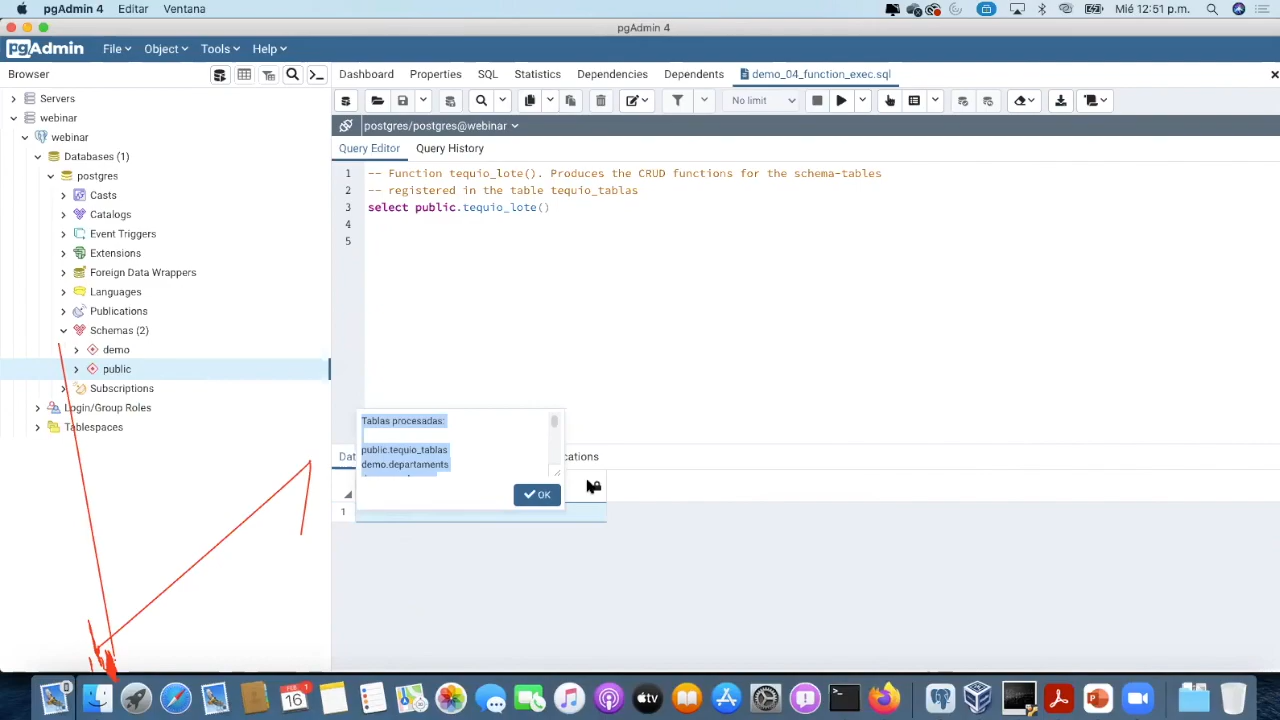 pgAdmin 4 Editar Ventana Mié 12:51 p.m.
pgAdmin 4
pgAdmin File Object Tools Help
Browser Dashboard Properties SQL Statistics Dependencies Dependents demo_04_function_exec.sql
Servers
webinar
webinar
Databases (1)
postgres
Casts
Catalogs
Event Triggers
Extensions
Foreign Data Wrappers
Languages
Publications
Schemas (2)
demo
public
Subscriptions
Login/Group Roles
Tablespaces
No limit
postgres/postgres@webinar
Query Editor Query History
1 -- Function tequio_lote(). Produces the CRUD functions for the schema-tables
2 -- registered in the table tequio_tablas
3 select public.tequio_lote()
4
5
Tablas procesadas:
public.tequio_tablas
demo.departaments
OK
1
FEB 1
16
tv